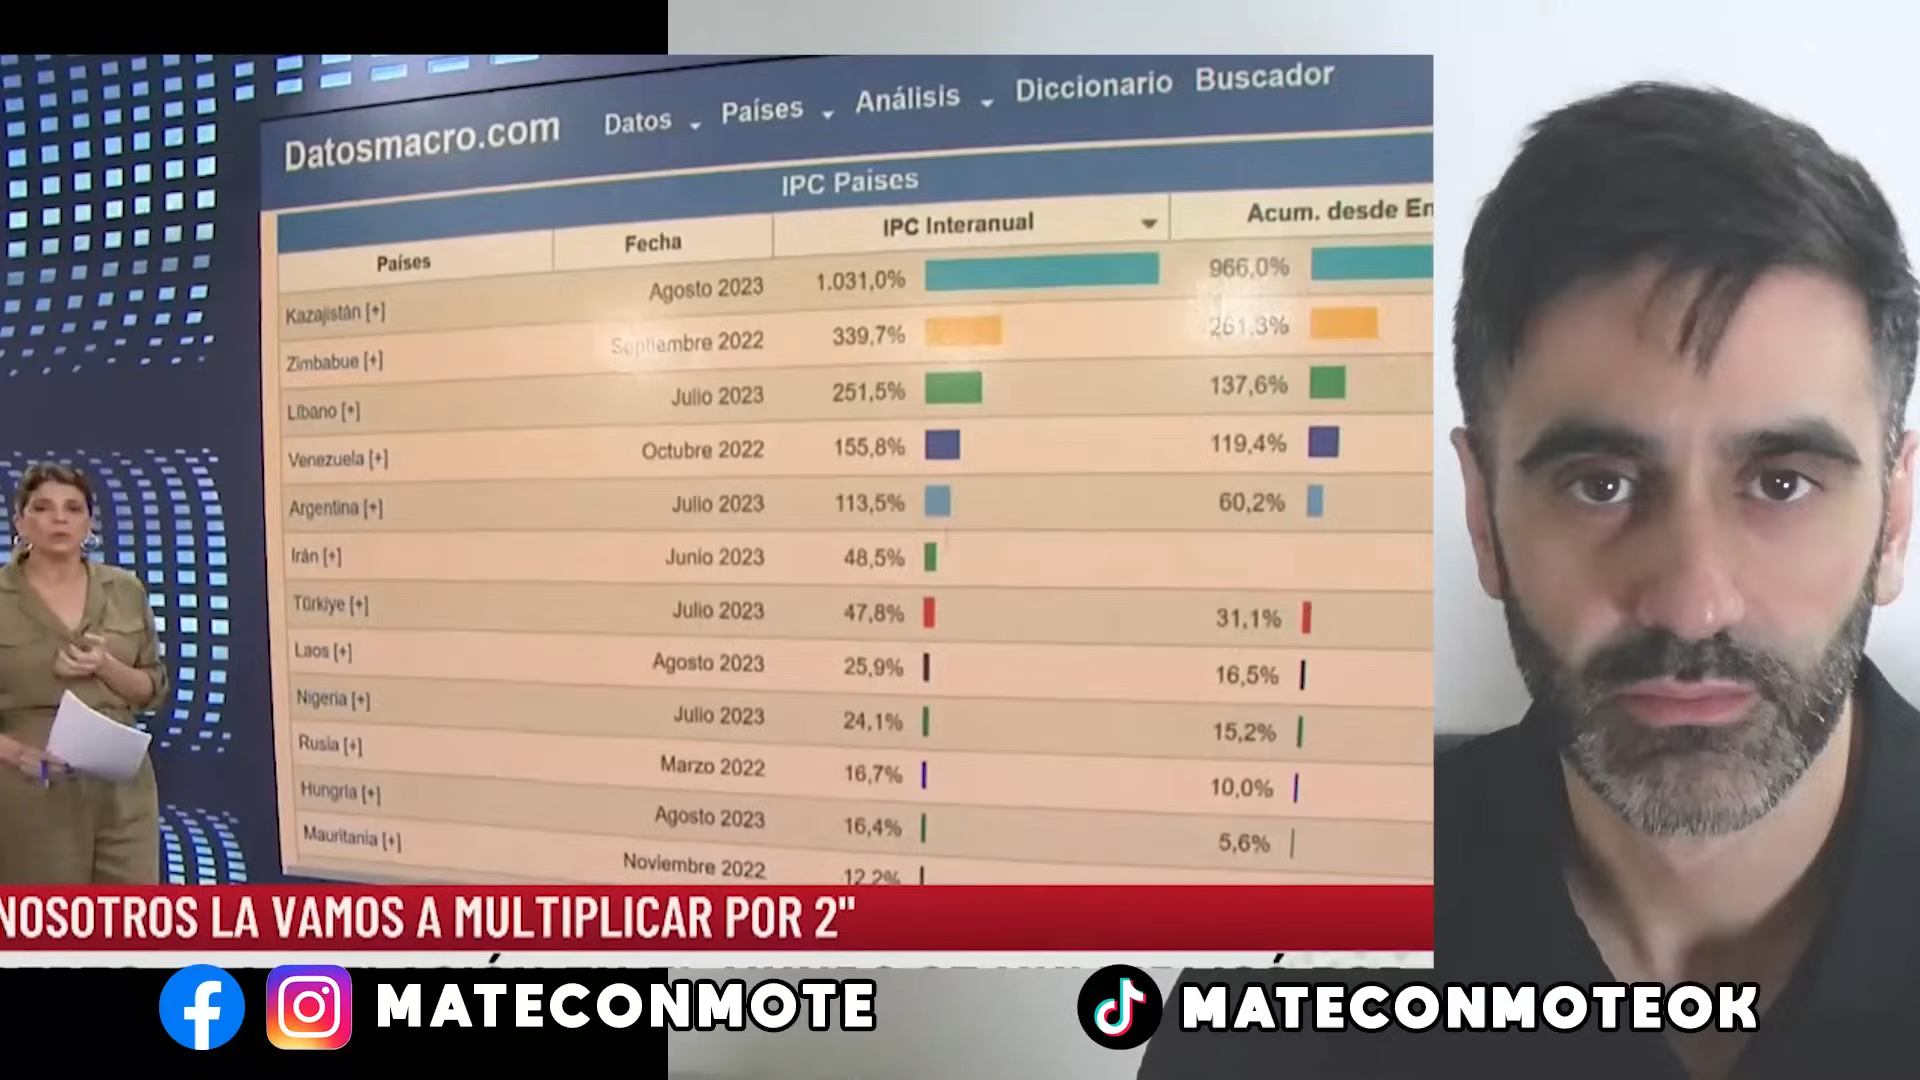 Datosmacro.com Datos Países Análisis Diccionario Buscador
IPC Países
Países Fecha IPC Interanual Acum. desde En
Kazajistán [+] Agosto 2023 1.031,0% 966,0%
Zimbabue [+] Septiembre 2022 339,7% 261,3%
Líbano [+] Julio 2023 251,5% 137,6%
Venezuela [+] Octubre 2022 155,8% 119,4%
Argentina [+] Julio 2023 113,5% 60,2%
Irán [+] Junio 2023 48,5%
Türkiye [+] Julio 2023 47,8% 31,1%
Laos [+] Agosto 2023 25,9% 16,5%
Nigeria [+] Julio 2023 24,1% 15,2%
Rusia [+] Marzo 2022 16,7% 10,0%
Hungría [+] Agosto 2023 16,4% 5,6%
Mauritania [+] Noviembre 2022 12,2%
NOSOTROS LA VAMOS A MULTIPLICAR POR 2"
MATECONMOTE
MATECONMOTEOK